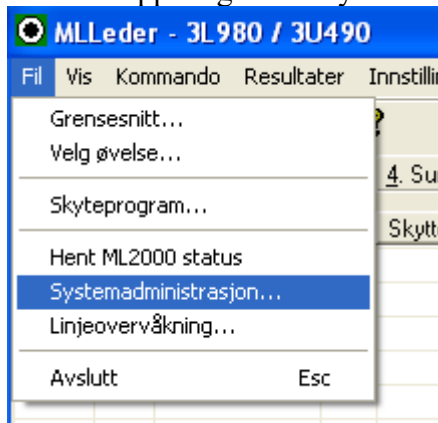 MLLeder - 3L980 / 3U490
Fil Vis Kommando Resultater
Grensesnitt...
Velg øvelse...
4. Su
Skyteprogram...
Skytt
Hent ML2000 status
Systemadministrasjon...
Linjeovervåkning...
Avslutt Esc